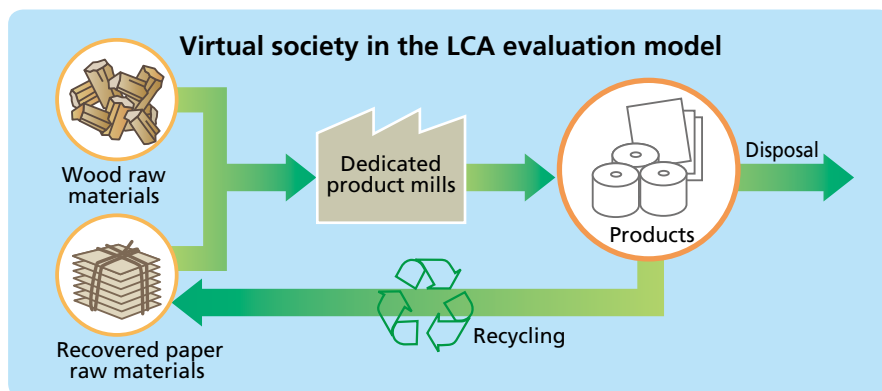 Virtual society in the LCA evaluation model
Wood raw
materials
Dedicated
product mills
Products
Disposal
Recycling
Recovered paper
raw materials